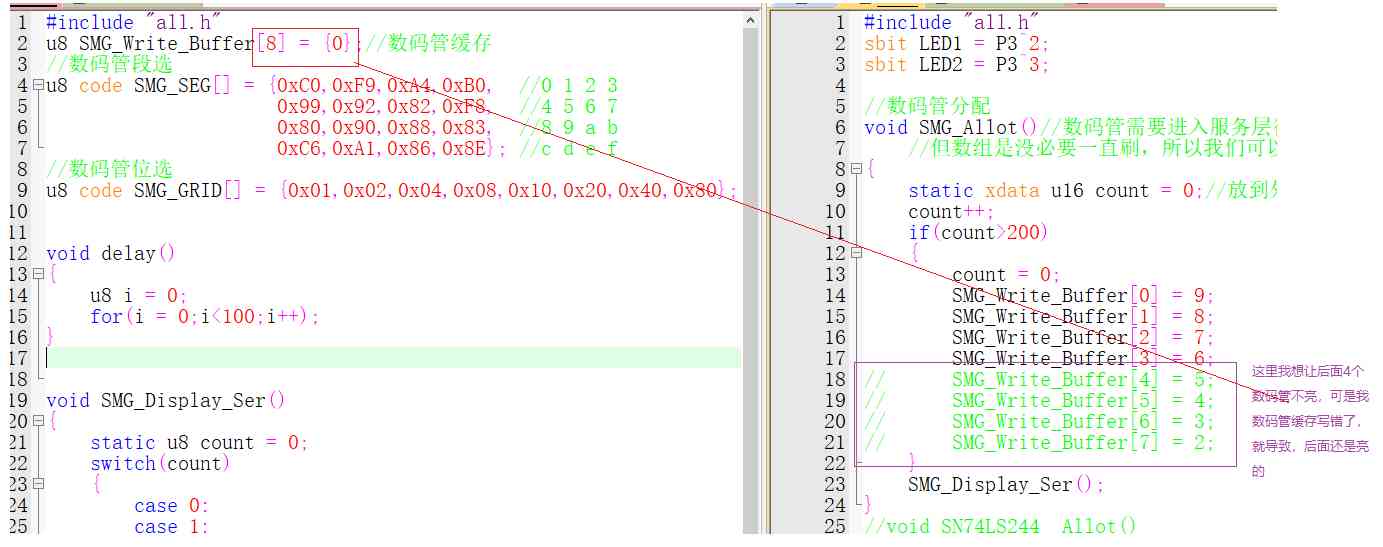 1 #include "all.h"
2 u8 SMG_Write_Buffer[8] = {0};//数码管缓存
3 //数码管段选
4 u8 code SMG_SEG[] = {0xC0,0xF9,0xA4,0xB0, //0 1 2 3
5 0x99,0x92,0x82,0xF8, //4 5 6 7
6 0x80,0x90,0x88,0x83, //8 9 a b
7 0xC6,0xA1,0x86,0x8E}; //c d e f
8 //数码管位选
9 u8 code SMG_GRID[] = {0x01,0x02,0x04,0x08,0x10,0x20,0x40,0x80};
10
11
12 void delay()
13 {
14 u8 i = 0;
15 for(i = 0;i<100;i++);
16 }
17
18
19 void SMG_Display_Ser()
20 {
21 static u8 count = 0;
22 switch(count)
23 {
24 case 0:
25 case 1:
1 #include "all.h"
2 sbit LED1 = P3^2;
3 sbit LED2 = P3^3;
4
5 //数码管分配
6 void SMG_Allot()//数码管需要进入服务层
7 //但数组是没必要一直刷，所以我们可以
8 {
9 static xdata u16 count = 0;//放到
10 count++;
11 if(count>200)
12 {
13 count = 0;
14 SMG_Write_Buffer[0] = 9;
15 SMG_Write_Buffer[1] = 8;
16 SMG_Write_Buffer[2] = 7;
17 SMG_Write_Buffer[3] = 6;
18 // SMG_Write_Buffer[4] = 5;
19 // SMG_Write_Buffer[5] = 4;
20 // SMG_Write_Buffer[6] = 3;
21 // SMG_Write_Buffer[7] = 2;
22 }
23 SMG_Display_Ser();
24 }
25 //void SN74LS244_Allot()
这里我想让后面4个
数码管不亮，可是我
数码管缓存写错了，
就导致，后面还是亮
的